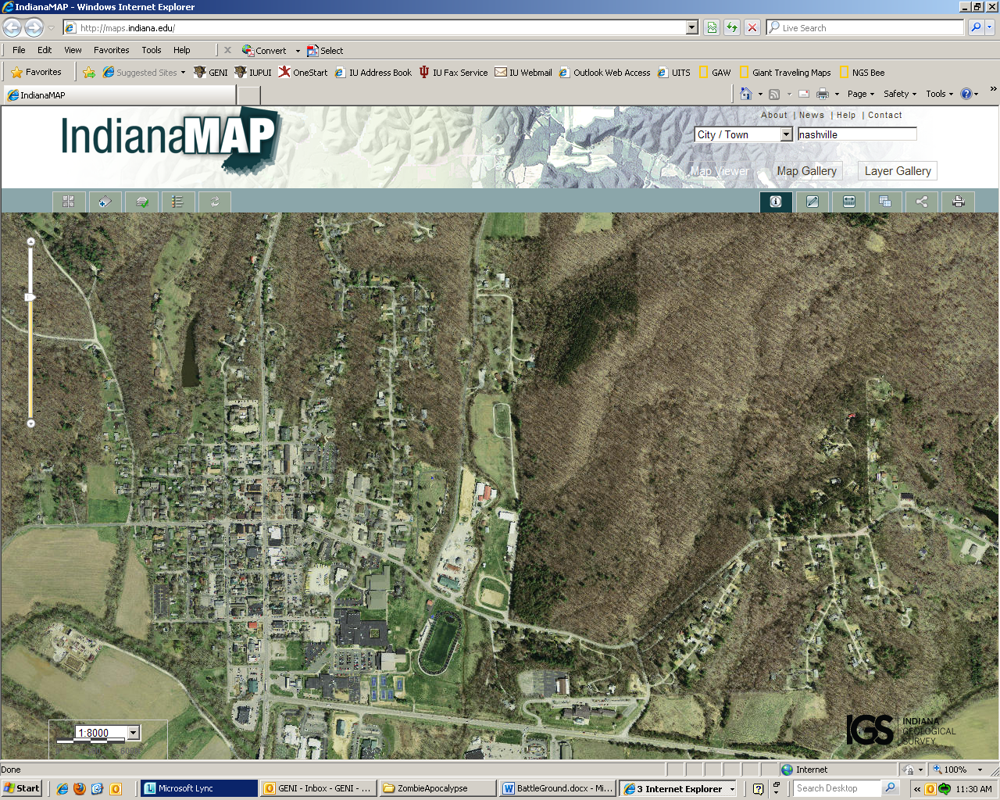 IndianaMAP - Windows Internet Explorer
http://maps.indiana.edu/
Live Search
File Edit View Favorites Tools Help Convert Select
Favorites Suggested Sites GENI IUPUI OneStart IU Address Book IU Fax Service IU Webmail Outlook Web Access UITS GAW Giant Traveling Maps NGS Bee
IndianaMAP
Page Safety Tools
IndianaMAP
About | News | Help | Contact
City / Town nashville
Map Viewer Map Gallery Layer Gallery
1:8000
IGS INDIANA
GEOLOGICAL
SURVEY
Done Internet 100%
Start Microsoft Lync GENI - Inbox - GENI - ... ZombieApocalypse BattleGround.docx - Mi... 3 Internet Explorer Search Desktop 11:30 AM